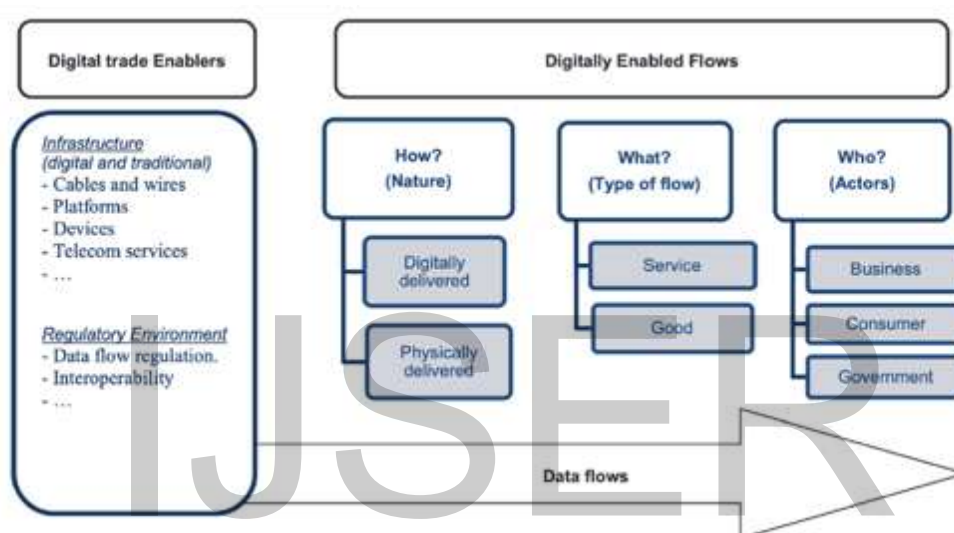 Digital trade Enablers
Digitally Enabled Flows
Infrastructure
(digital and traditional)
- Cables and wires
- Platforms
- Devices
- Telecom services
- ...
Regulatory Environment
- Data flow regulation.
- Interoperability
- ...
How?
(Nature)
Digitally
delivered
Physically
delivered
What?
(Type of flow)
Service
Good
Who?
(Actors)
Business
Consumer
Government
Data flows
IJSER